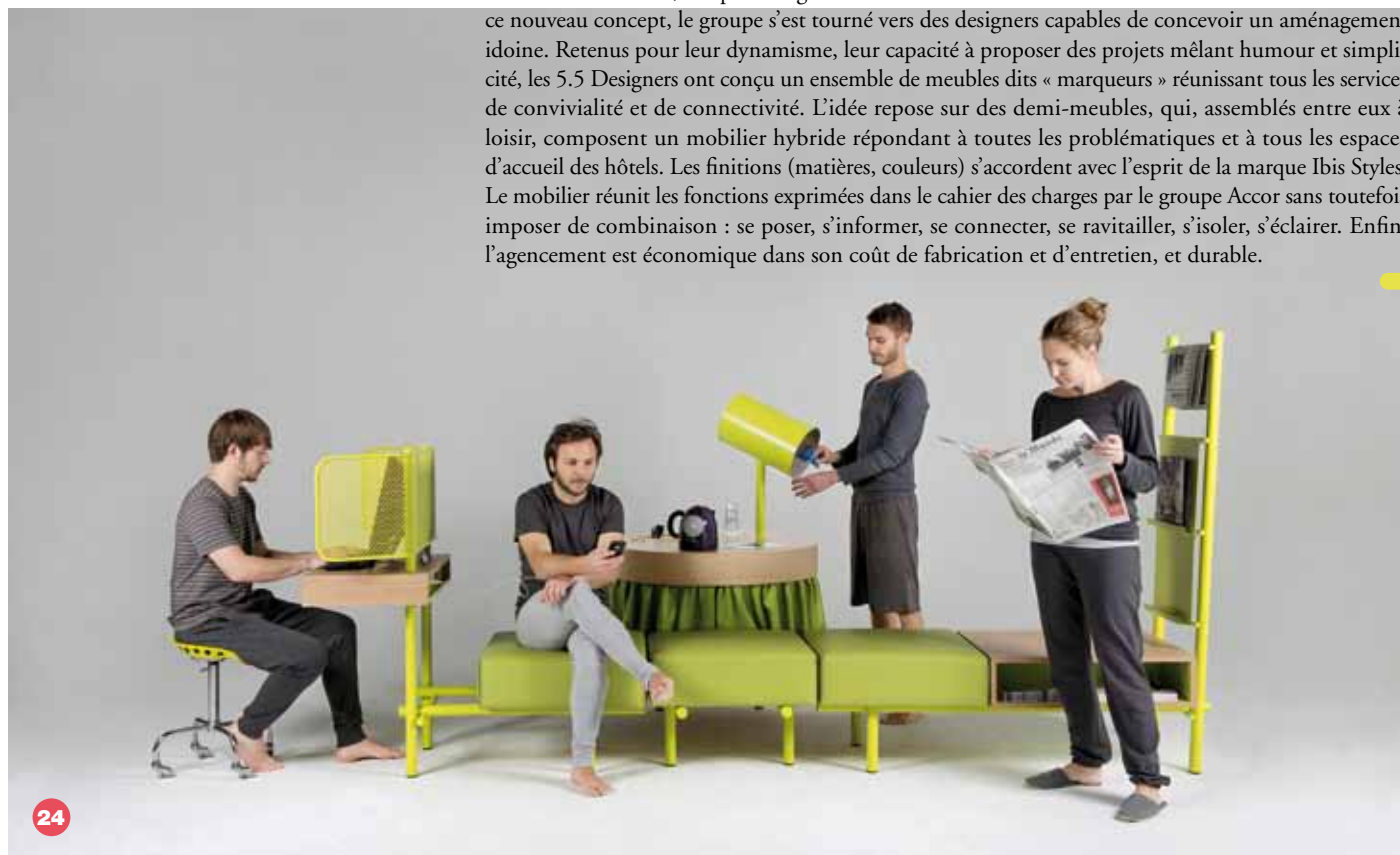 ce nouveau concept, le groupe s’est tourné vers des designers capables de concevoir un aménagemen
idoine. Retenus pour leur dynamisme, leur capacité à proposer des projets mêlant humour et simpli
cité, les 5.5 Designers ont conçu un ensemble de meubles dits « marqueurs » réunissant tous les service
de convivialité et de connectivité. L’idée repose sur des demi-meubles, qui, assemblés entre eux à
loisir, composent un mobilier hybride répondant à toutes les problématiques et à tous les espace
d’accueil des hôtels. Les finitions (matières, couleurs) s’accordent avec l’esprit de la marque Ibis Styles
Le mobilier réunit les fonctions exprimées dans le cahier des charges par le groupe Accor sans toutefoi
imposer de combinaison : se poser, s’informer, se connecter, se ravitailler, s’isoler, s’éclairer. Enfin
l’agencement est économique dans son coût de fabrication et d’entretien, et durable.
24